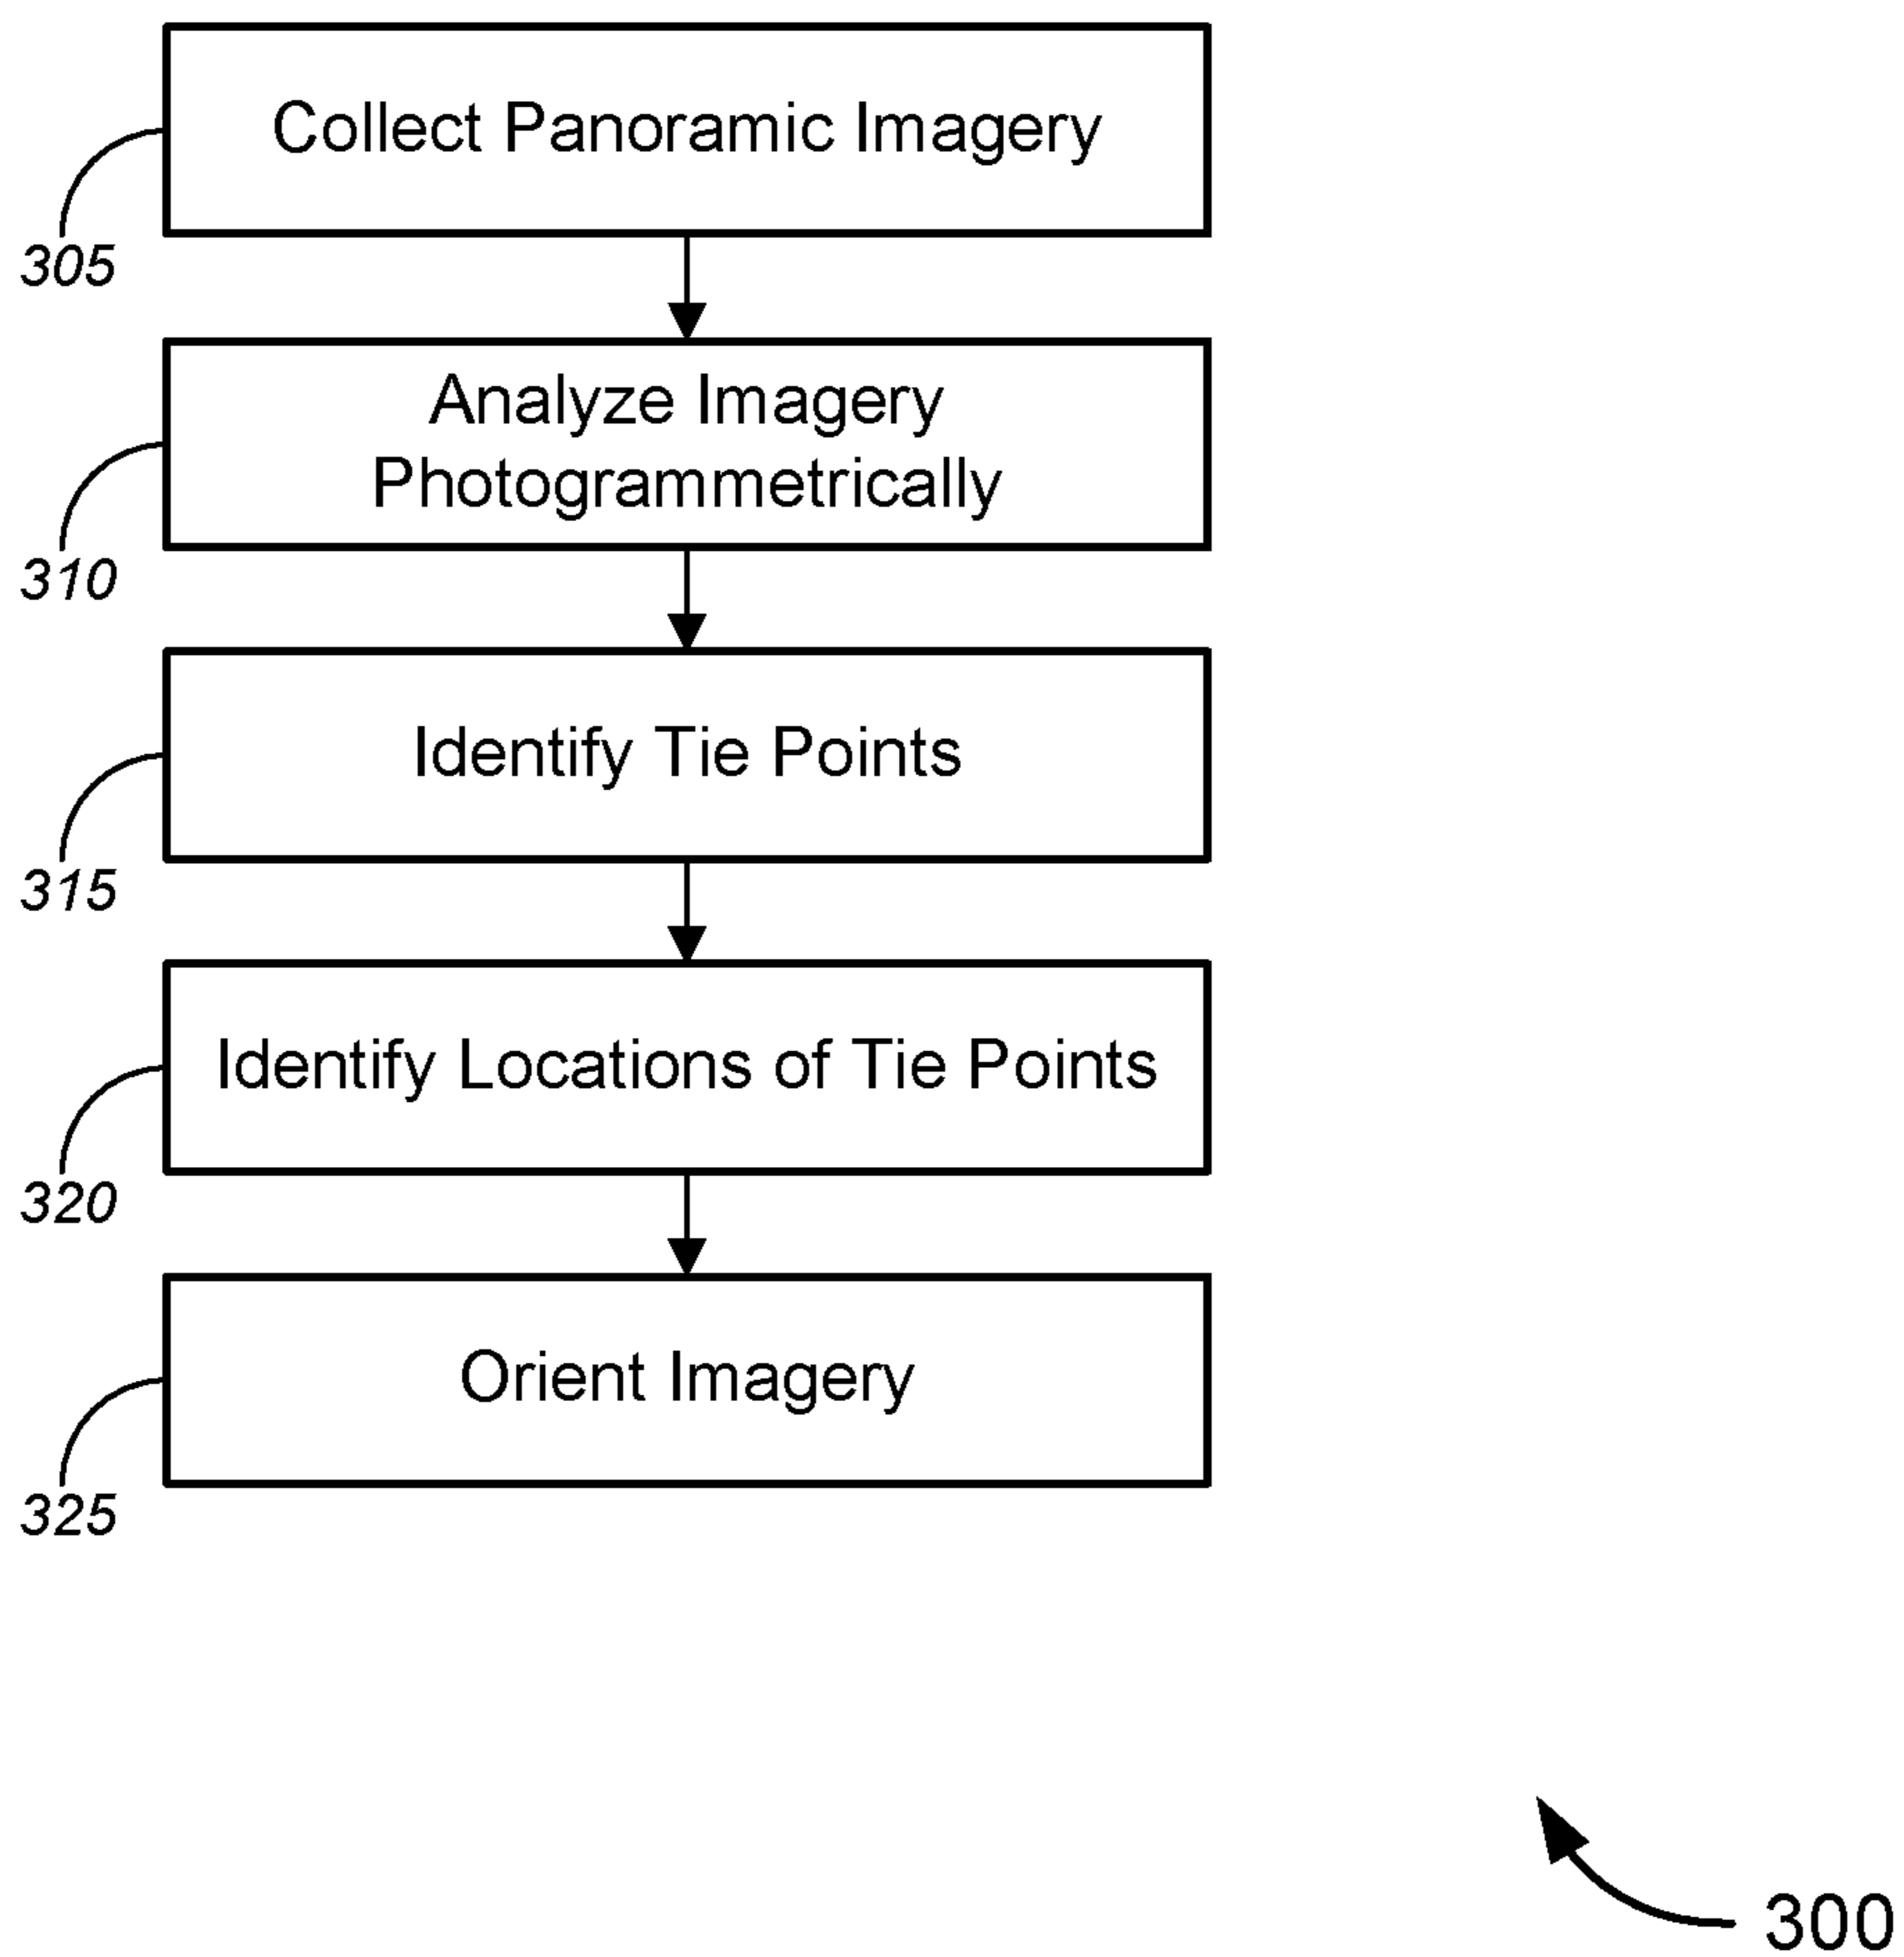 Collect Panoramic Imagery
305
Analyze Imagery
Photogrammetrically
310
Identify Tie Points
315
Identify Locations of Tie Points
320
Orient Imagery
325
300